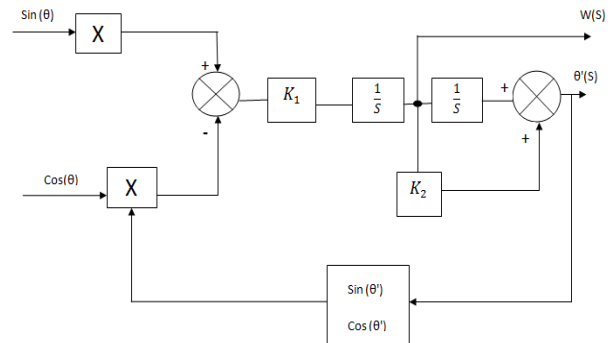 Sin (θ)
W(S)
X
+
K₁
1
S
1
S
+
θ'(S)
-
+
Cos(θ)
X
K₂
Sin (θ')
Cos (θ')